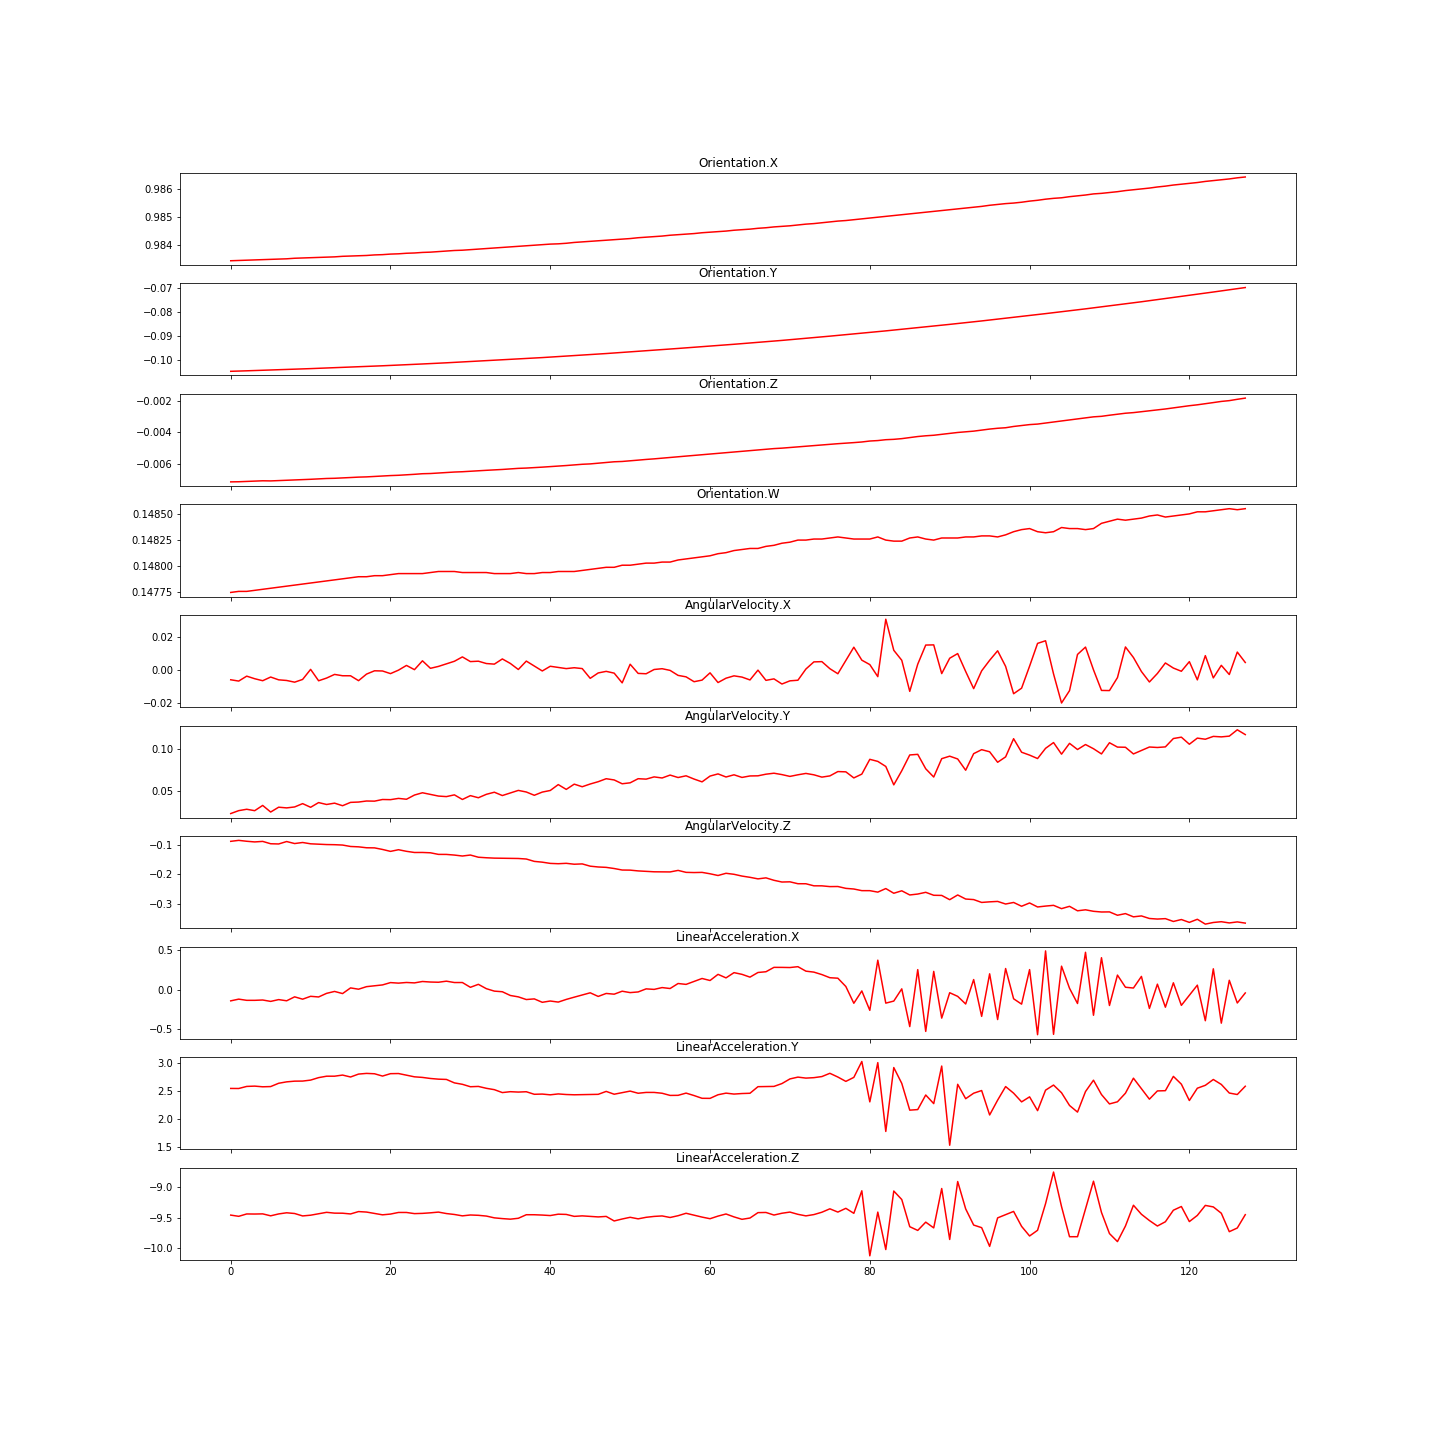 Orientation.X
0.986
0.985
0.984
Orientation.Y
−0.07
−0.08
−0.09
−0.10
Orientation.Z
−0.002
−0.004
−0.006
Orientation.W
0.14850
0.14825
0.14800
0.14775
AngularVelocity.X
0.02
0.00
−0.02
AngularVelocity.Y
0.10
0.05
AngularVelocity.Z
−0.1
−0.2
−0.3
LinearAcceleration.X
0.5
0.0
−0.5
LinearAcceleration.Y
3.0
2.5
2.0
1.5
LinearAcceleration.Z
−9.0
−9.5
−10.0
0 20 40 60 80 100 120